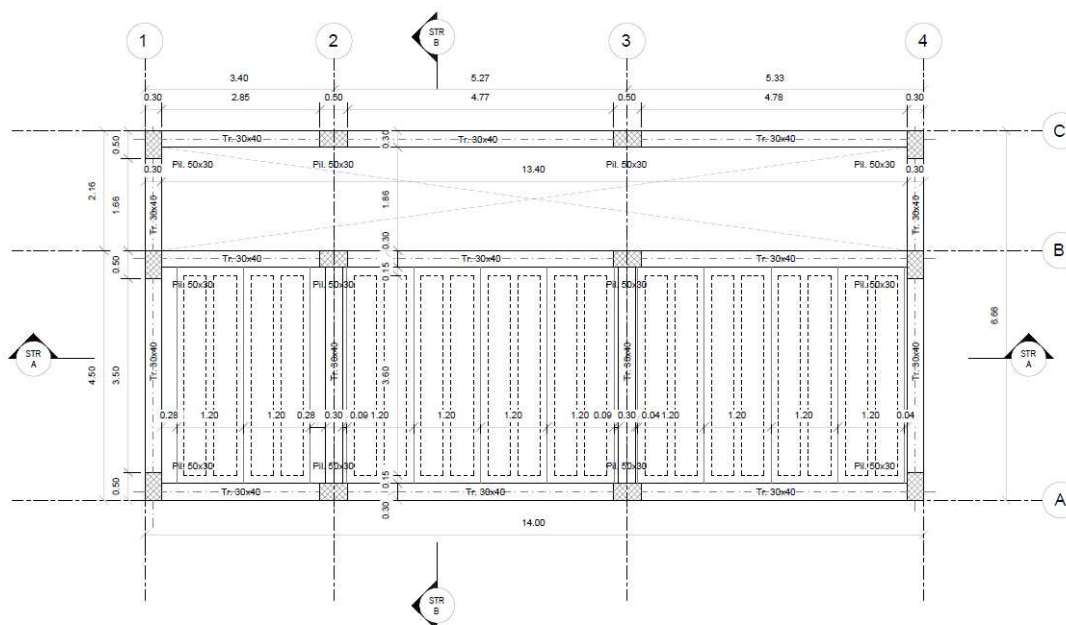 1
2
STR
B
3
4
3.40
5.27
5.33
0.30
2.85
0.50
4.77
0.50
4.78
0.30
C
0.50
Tr. 30x40
0.30
Tr. 30x40
Tr. 30x40
Pil. 50x30
Pil. 50x30
Pil. 50x30
Pil. 50x30
0.30
13.40
0.30
2.16
1.66
Tr. 30x40
1.86
Tr. 30x40
0.30
B
0.50
Tr. 30x40
Tr. 30x40
Tr. 30x40
0.15
Pil. 50x30
Pil. 50x30
Pil. 50x30
Pil. 50x30
6.66
STR
A
4.50
3.50
Tr. 30x40
3.60
Tr. 30x40
STR
A
0.28
1.20
1.20
0.28
0.30
0.09
1.20
1.20
1.20
1.20
0.09
0.30
0.04
1.20
1.20
1.20
1.20
0.04
Pil. 50x30
Pil. 50x30
Pil. 50x30
Pil. 50x30
0.50
0.15
Tr. 30x40
Tr. 30x40
Tr. 30x40
0.30
A
14.00
STR
B